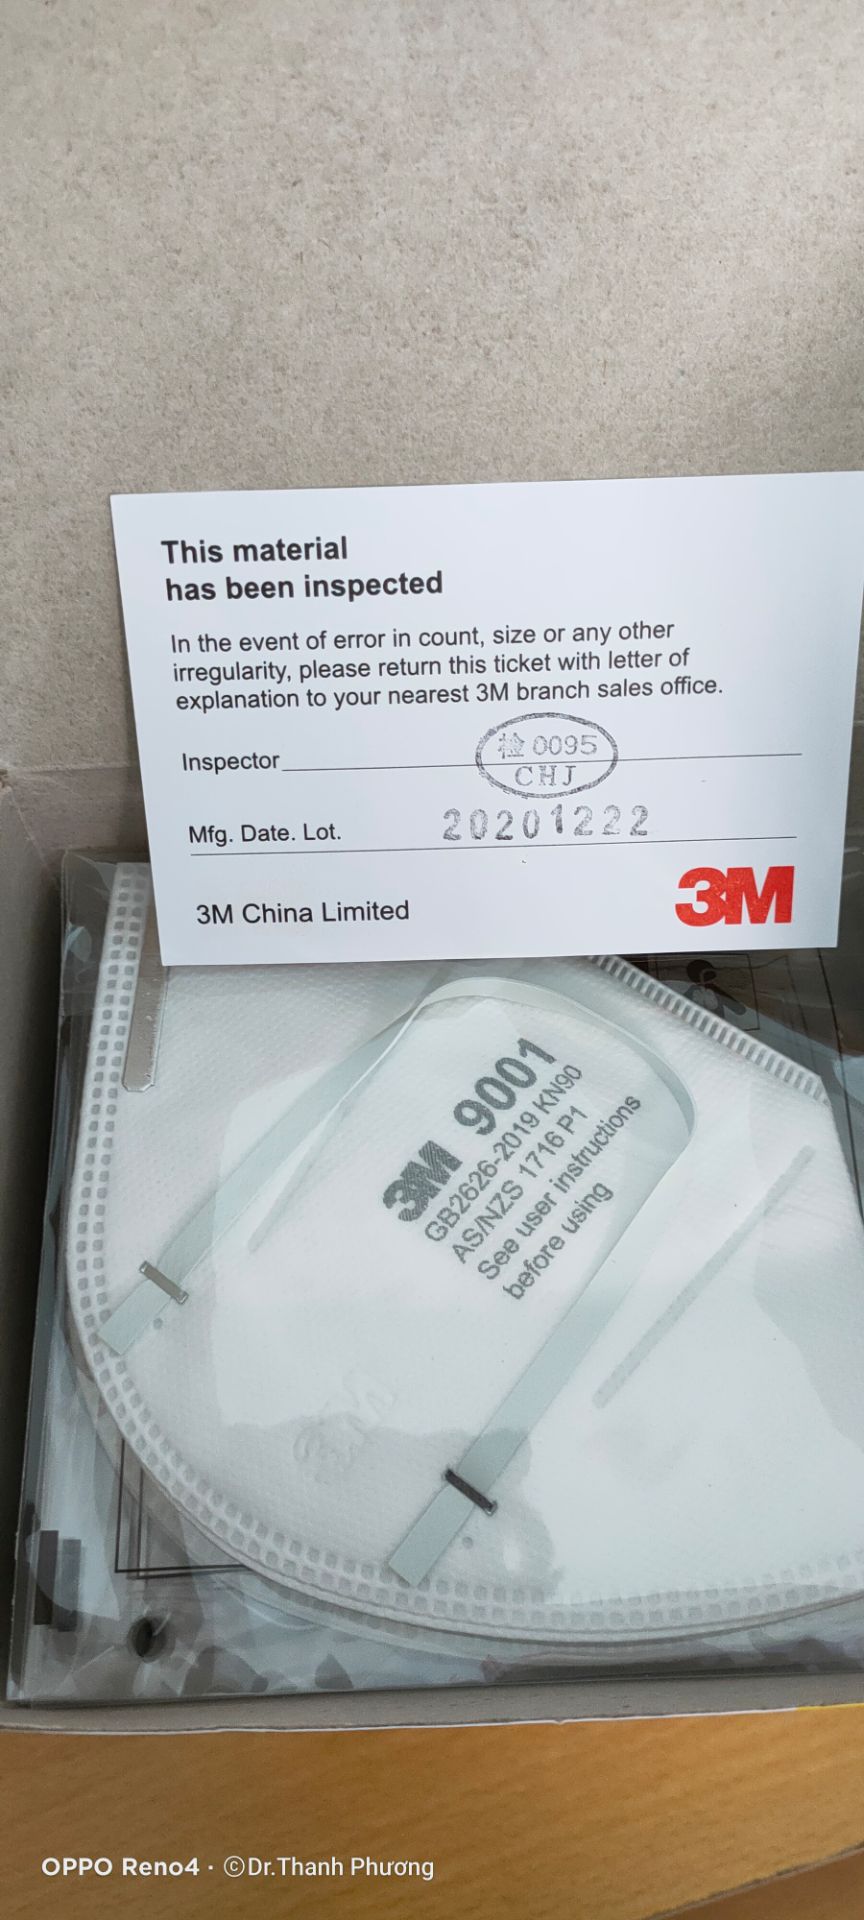 This material
has been inspected
In the event of error in count, size or any other
irregularity, please return this ticket with letter of
explanation to your nearest 3M branch sales office.
Inspector
检 0095
CHJ
Mfg. Date. Lot. 20201222
3M China Limited
3M
3M 9001
GB2626-2019 KN90
AS/NZS 1716 P1
See user instructions
before using
3M
OPPO Reno4 · ©Dr.Thanh Phương